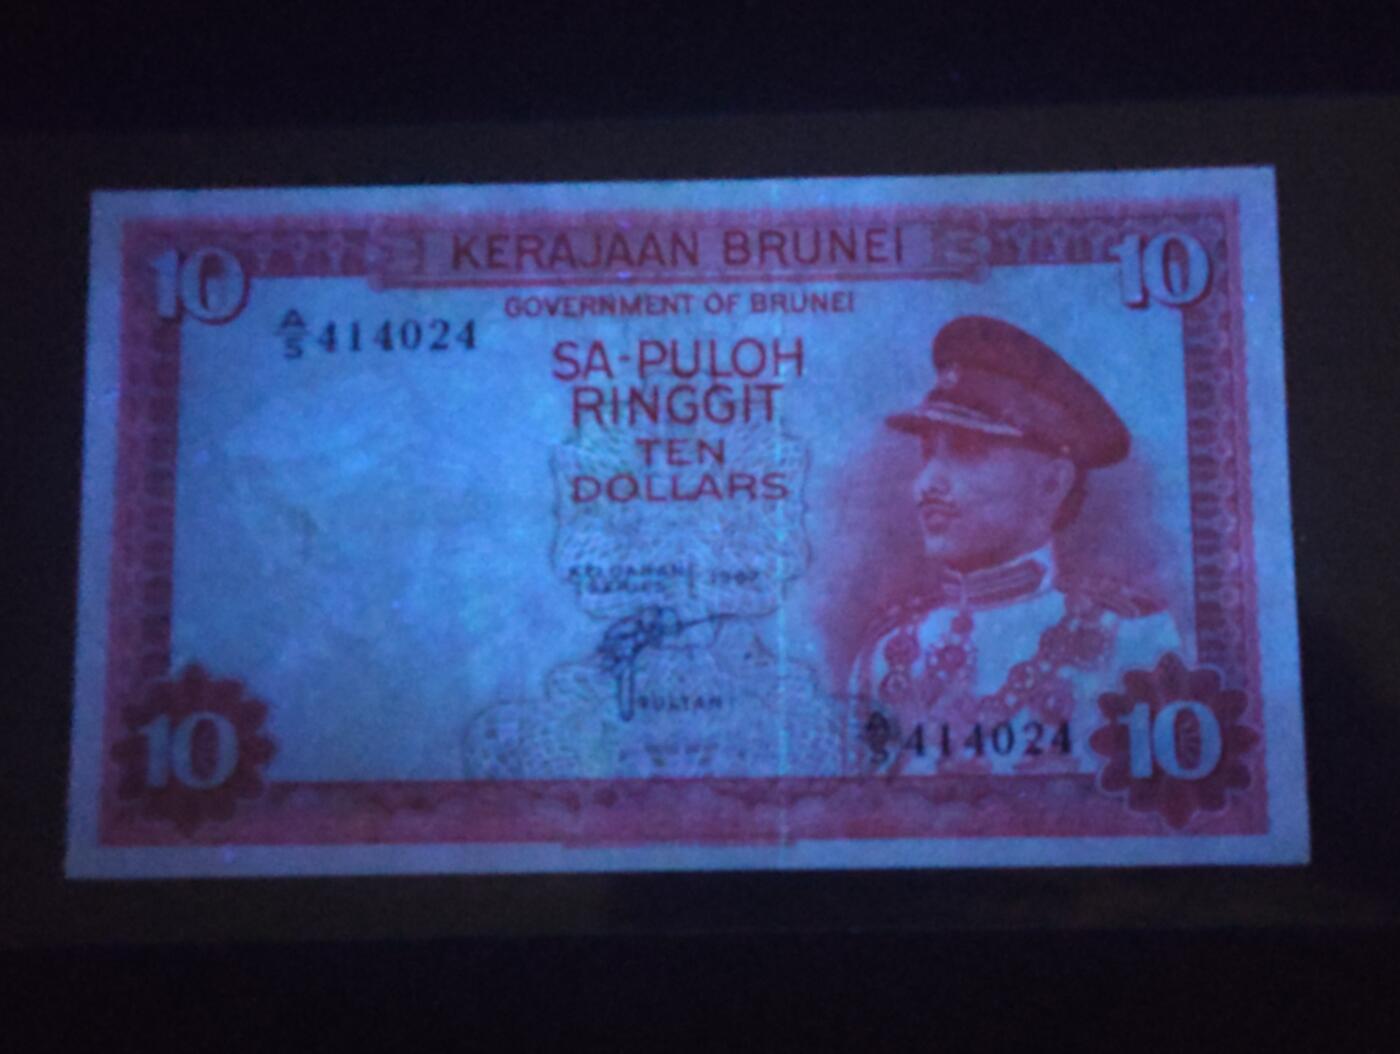 10 KERAJAAN BRUNEI 10
GOVERNMENT OF BRUNEI
A/5 414024
SA-PULOH
RINGGIT
TEN
DOLLARS
KELUARAN 1967
SULTAN
A/5 414024
10 10